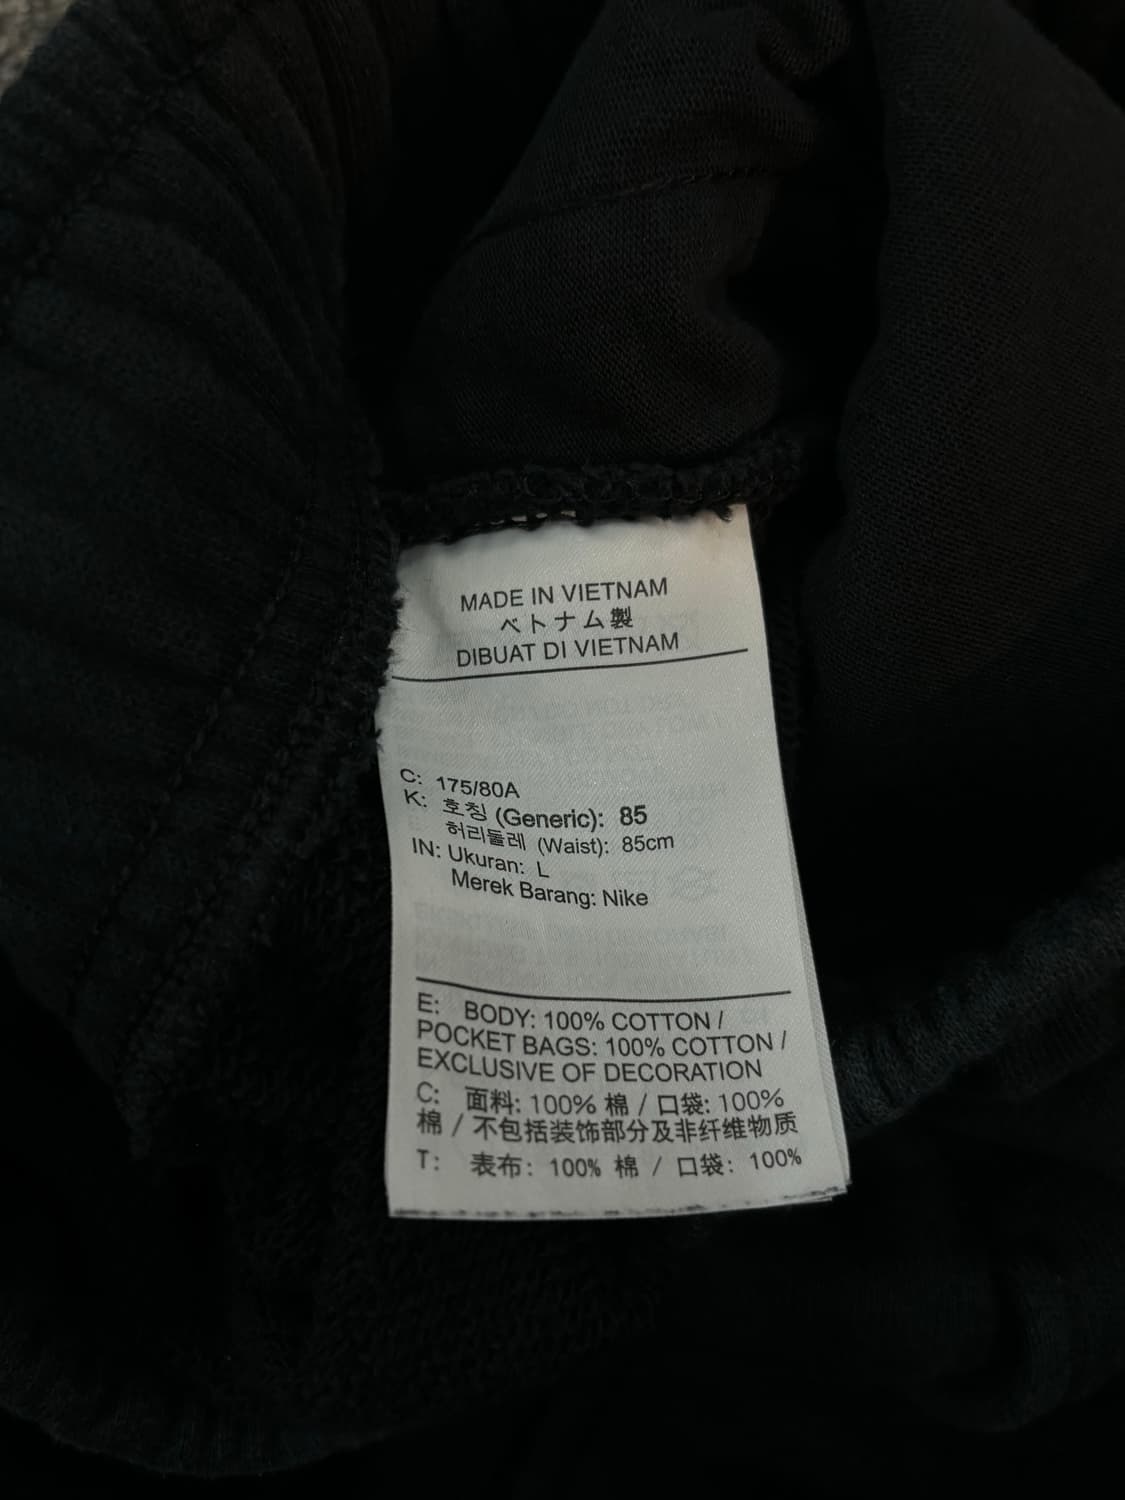 MADE IN VIETNAM
ベトナム製
DIBUAT DI VIETNAM
C: 175/80A
K: 호칭 (Generic): 85
허리둘레 (Waist): 85cm
IN: Ukuran: L
Merek Barang: Nike
E: BODY: 100% COTTON /
POCKET BAGS: 100% COTTON /
EXCLUSIVE OF DECORATION
C: 面料: 100% 棉 / 口袋: 100%
棉 / 不包括装饰部分及非纤维物质
T: 表布: 100% 棉 / 口袋: 100%